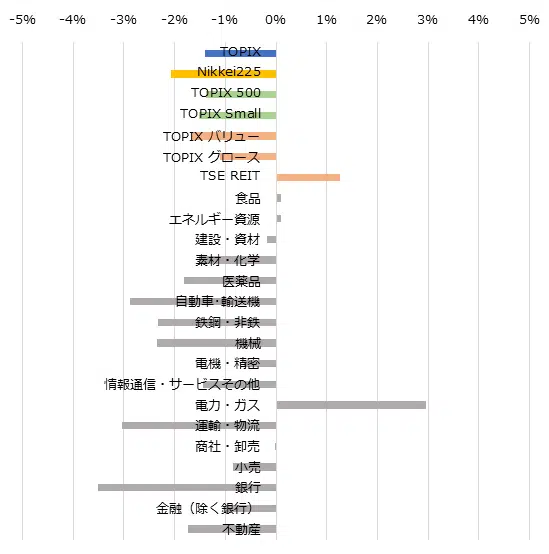 -5% -4% -3% -2% -1% 0% 1% 2% 3% 4% 5%
TOPIX
Nikkei225
TOPIX 500
TOPIX Small
TOPIX バリュー
TOPIX グロース
TSE REIT
食品
エネルギー資源
建設・資材
素材・化学
医薬品
自動車･輸送機
鉄鋼・非鉄
機械
電機・精密
情報通信・サービスその他
電力・ガス
運輸・物流
商社・卸売
小売
銀行
金融（除く銀行）
不動産